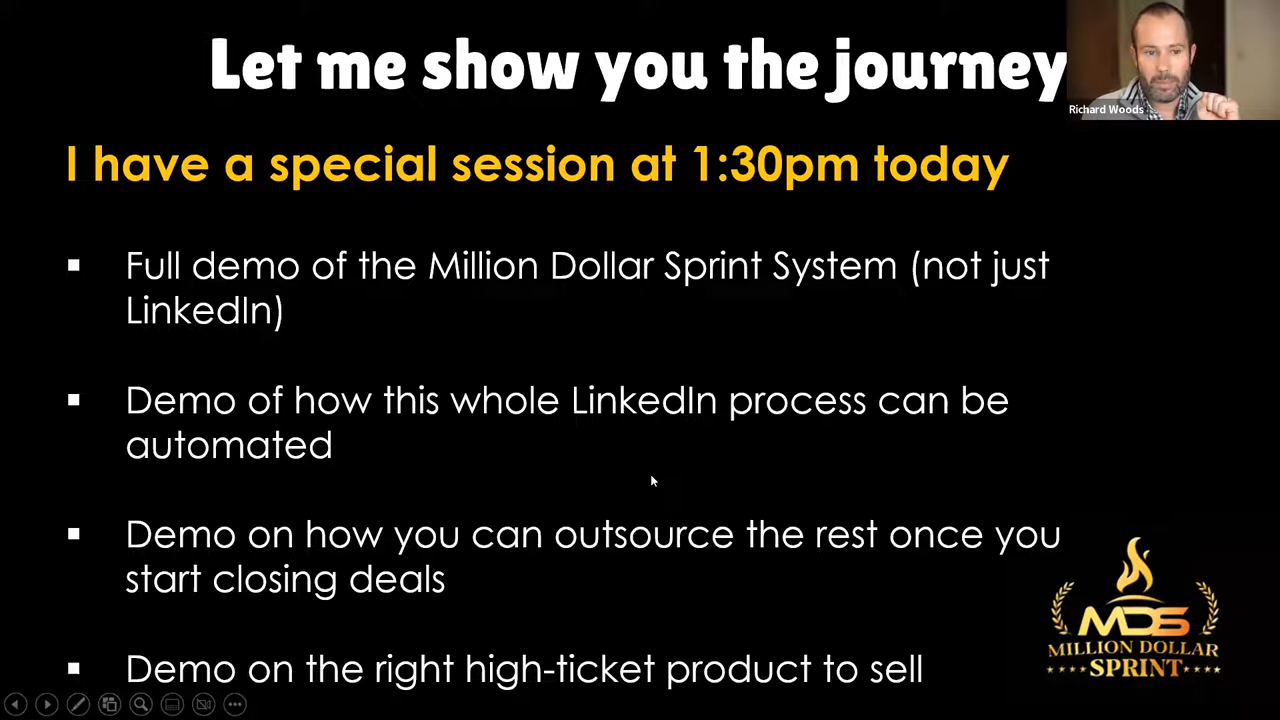 Let me show you the journey
Richard Woods
I have a special session at 1:30pm today
Full demo of the Million Dollar Sprint System (not just
LinkedIn)
Demo of how this whole LinkedIn process can be
automated
Demo on how you can outsource the rest once you
start closing deals
Demo on the right high-ticket product to sell
MDS
MILLION DOLLAR
SPRINT